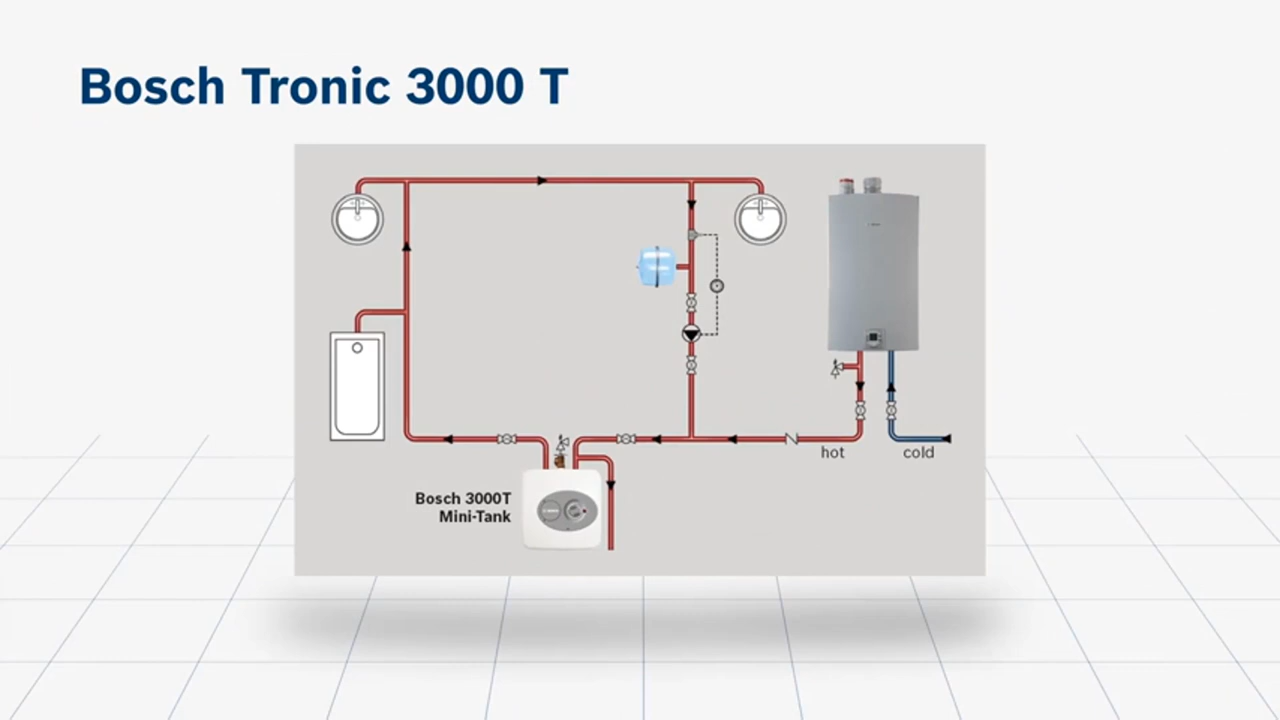 Bosch Tronic 3000 T
hot
cold
Bosch 3000T
Mini-Tank